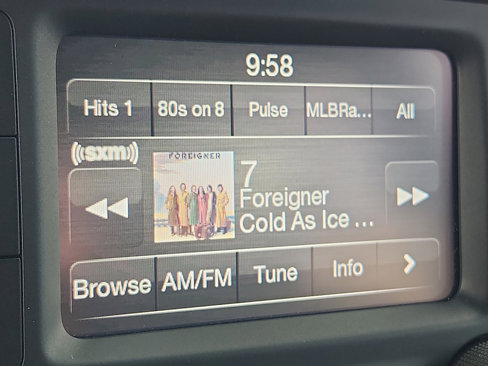 9:58
Hits 1 80s on 8 Pulse MLBRa... All
((sxm))
FOREIGNER
7
Foreigner
Cold As Ice ...
Browse AM/FM Tune Info >